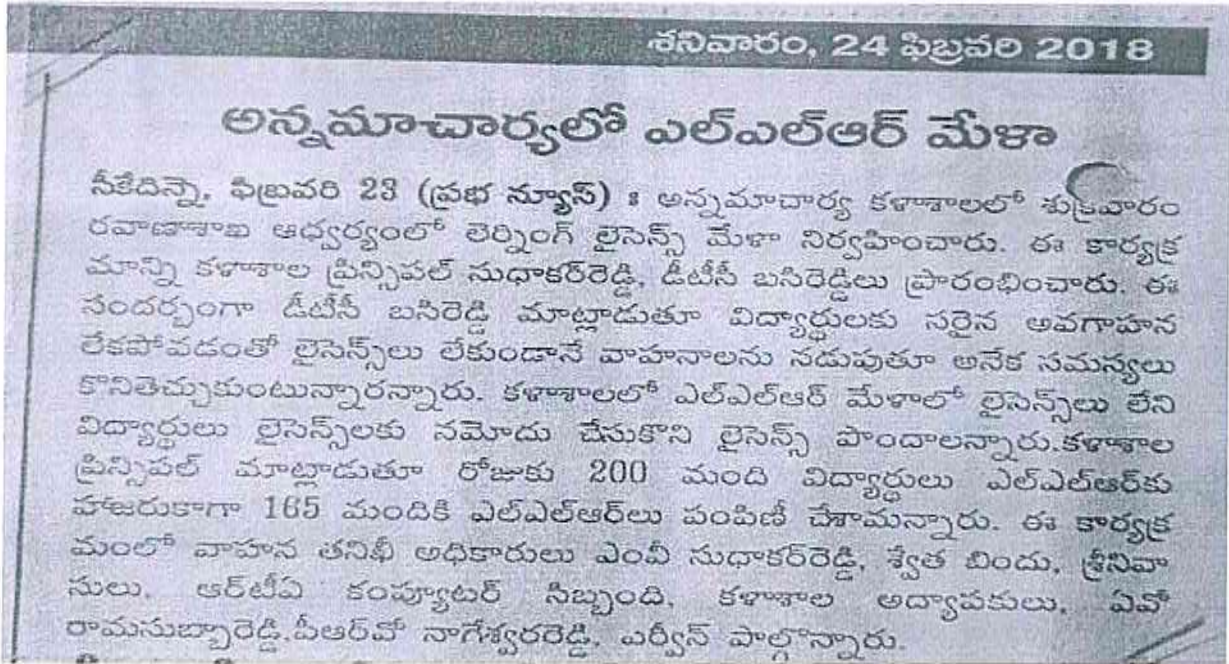 శనివారం, 24 ఫిబ్రవరి 2018
అన్నమాచార్యలో ఎల్ఎల్ఆర్ మేళా
సీకేదిన్నె, ఫిబ్రువరి 23 (ప్రభ న్యూస్) : అన్నమాచార్య కళాశాలలో శుక్రవారం
రవాణాశాఖ ఆధ్వర్యంలో లెర్నింగ్ లైసెన్స్ మేళా నిర్వహించారు. ఈ కార్యక్ర
మాన్ని కళాశాల ప్రిన్సిపల్ సుధాకర్‌రెడ్డి, డీటీసీ బసిరెడ్డిలు ప్రారంభించారు. ఈ
సందర్భంగా డీటీసీ బసిరెడ్డి మాట్లాడుతూ విద్యార్థులకు సరైన అవగాహన
లేకపోవడంతో లైసెన్స్‌లు లేకుండానే వాహనాలను నడుపుతూ అనేక సమస్యలు
కొనితెచ్చుకుంటున్నారన్నారు. కళాశాలలో ఎల్ఎల్ఆర్ మేళాలో లైసెన్స్‌లు లేని
విద్యార్థులు లైసెన్స్‌లకు నమోదు చేసుకొని లైసెన్స్ పొందాలన్నారు.కళాశాల
ప్రిన్సిపల్ మాట్లాడుతూ రోజుకు 200 మంది విద్యార్థులు ఎల్ఎల్ఆర్‌కు
హాజరుకాగా 165 మందికి ఎల్ఎల్ఆర్‌లు పంపిణీ చేశామన్నారు. ఈ కార్యక్ర
మంలో వాహన తనిఖీ అధికారులు ఎంవీ సుధాకర్‌రెడ్డి, శ్వేత బిందు, శ్రీనివా
సులు, ఆర్‌టీఏ కంప్యూటర్ సిబ్బంది, కళాశాల అధ్యాపకులు, ఏవో
రామసుబ్బారెడ్డి.పీఆర్‌వో నాగేశ్వరరెడ్డి, ఎర్విన్ పాల్గొన్నారు.